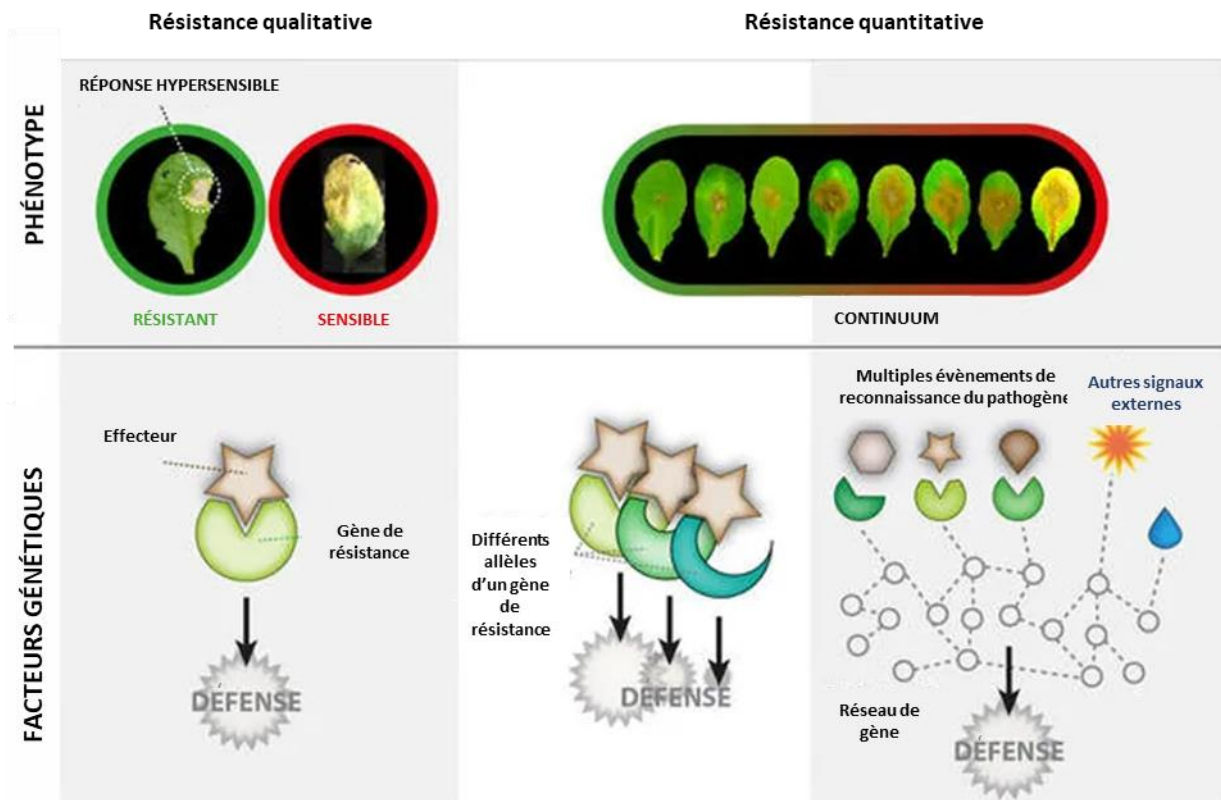 Résistance qualitative
Résistance quantitative
PHÉNOTYPE
RÉPONSE HYPERSENSIBLE
RÉSISTANT
SENSIBLE
CONTINUUM
FACTEURS GÉNÉTIQUES
Effecteur
Gène de
résistance
DÉFENSE
Différents
allèles
d'un gène
de
résistance
DÉFENSE
Multiples évènements de
reconnaissance du pathogène
Autres signaux
externes
Réseau de
gène
DÉFENSE